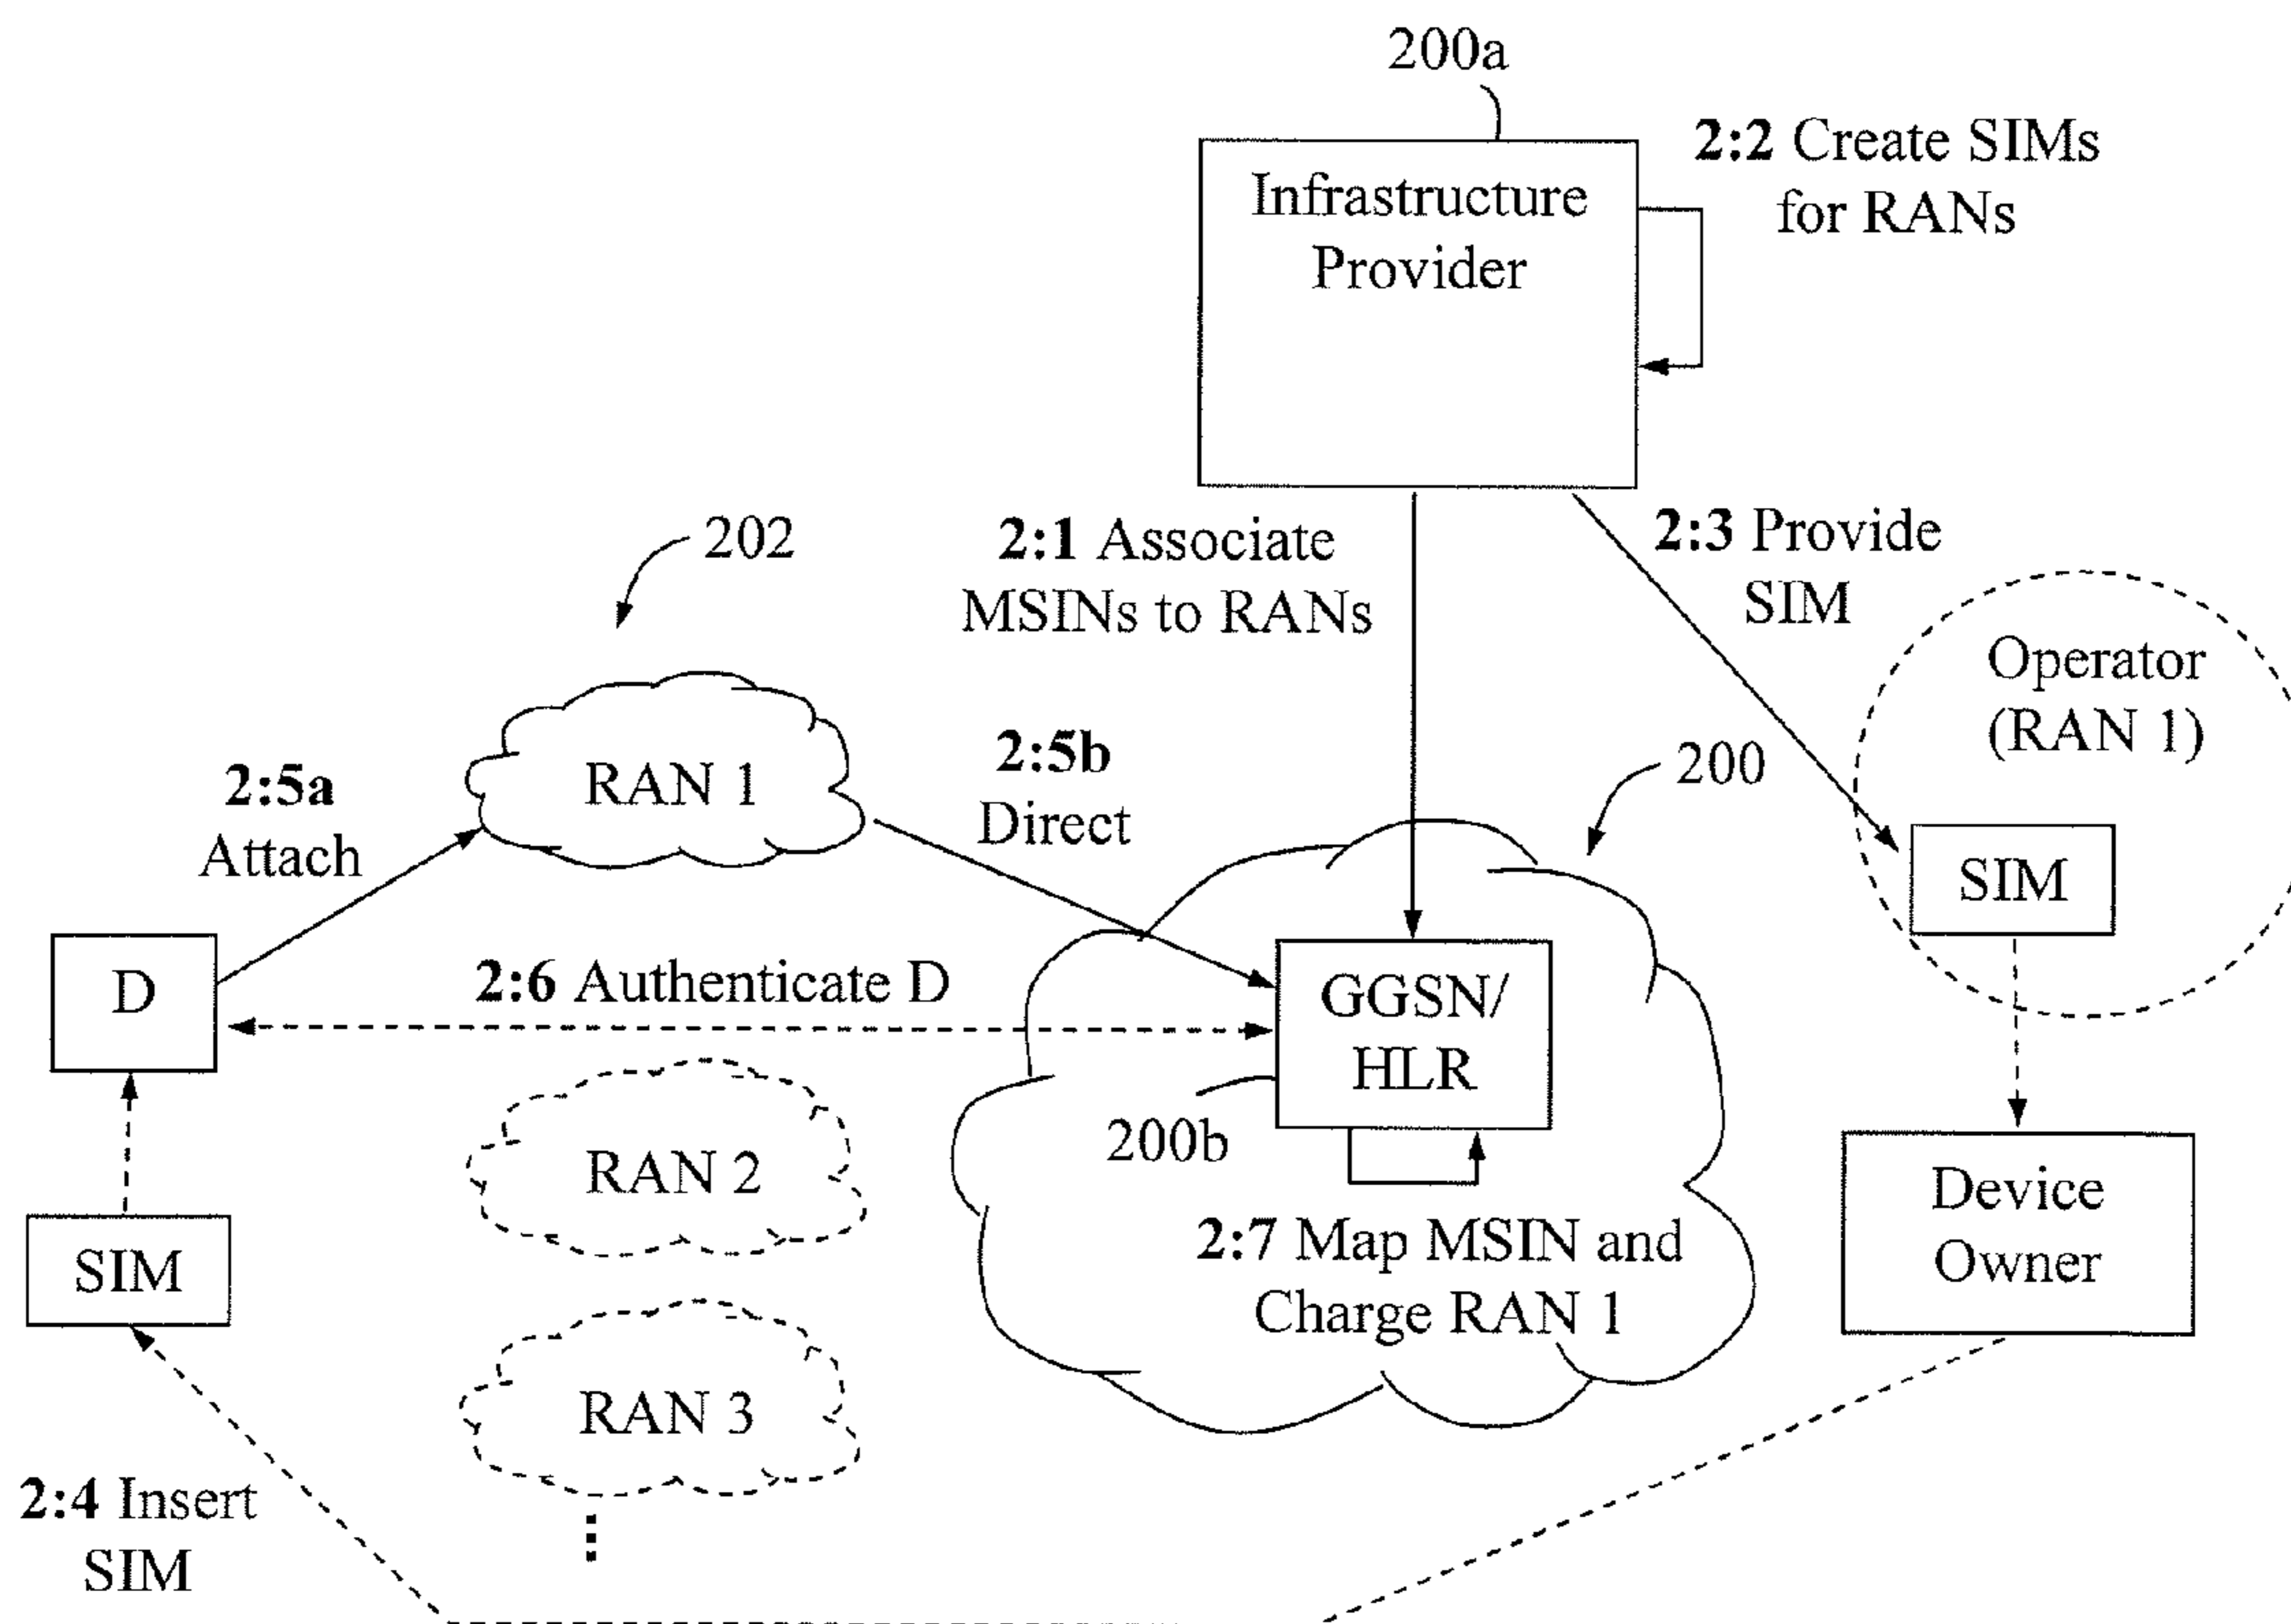 200a
Infrastructure
Provider
2:2 Create SIMs
for RANs
202
2:1 Associate
MSINs to RANs
2:3 Provide
SIM
Operator
(RAN 1)
RAN 1
2:5a
Attach
2:5b
Direct
200
SIM
D
2:6 Authenticate D
GGSN/
HLR
200b
RAN 2
2:7 Map MSIN and
Charge RAN 1
Device
Owner
SIM
RAN 3
2:4 Insert
SIM